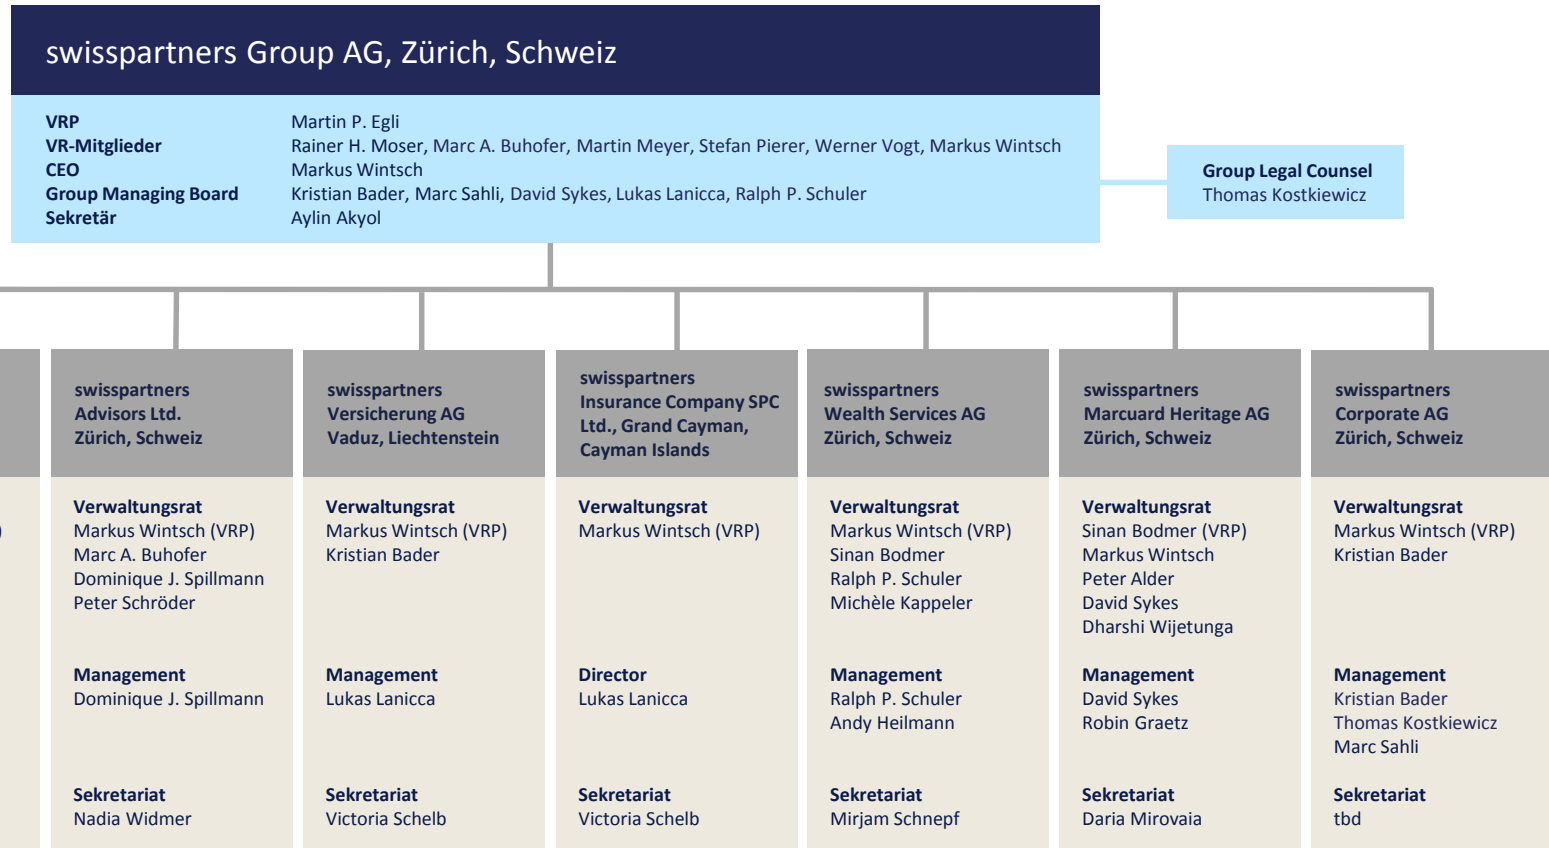 swisspartners Group AG, Zürich, Schweiz
VRP Martin P. Egli
VR-Mitglieder Rainer H. Moser, Marc A. Buhofer, Martin Meyer, Stefan Pierer, Werner Vogt, Markus Wintsch
CEO Markus Wintsch
Group Managing Board Kristian Bader, Marc Sahli, David Sykes, Lukas Lanicca, Ralph P. Schuler
Sekretär Aylin Akyol
Group Legal Counsel
Thomas Kostkiewicz
)
swisspartners
Advisors Ltd.
Zürich, Schweiz
Verwaltungsrat
Markus Wintsch (VRP)
Marc A. Buhofer
Dominique J. Spillmann
Peter Schröder
Management
Dominique J. Spillmann
Sekretariat
Nadia Widmer
swisspartners
Versicherung AG
Vaduz, Liechtenstein
Verwaltungsrat
Markus Wintsch (VRP)
Kristian Bader
Management
Lukas Lanicca
Sekretariat
Victoria Schelb
swisspartners
Insurance Company SPC
Ltd., Grand Cayman,
Cayman Islands
Verwaltungsrat
Markus Wintsch (VRP)
Director
Lukas Lanicca
Sekretariat
Victoria Schelb
swisspartners
Wealth Services AG
Zürich, Schweiz
Verwaltungsrat
Markus Wintsch (VRP)
Sinan Bodmer
Ralph P. Schuler
Michèle Kappeler
Management
Ralph P. Schuler
Andy Heilmann
Sekretariat
Mirjam Schnepf
swisspartners
Marcuard Heritage AG
Zürich, Schweiz
Verwaltungsrat
Sinan Bodmer (VRP)
Markus Wintsch
Peter Alder
David Sykes
Dharshi Wijetunga
Management
David Sykes
Robin Graetz
Sekretariat
Daria Mirovaia
swisspartners
Corporate AG
Zürich, Schweiz
Verwaltungsrat
Markus Wintsch (VRP)
Kristian Bader
Management
Kristian Bader
Thomas Kostkiewicz
Marc Sahli
Sekretariat
tbd